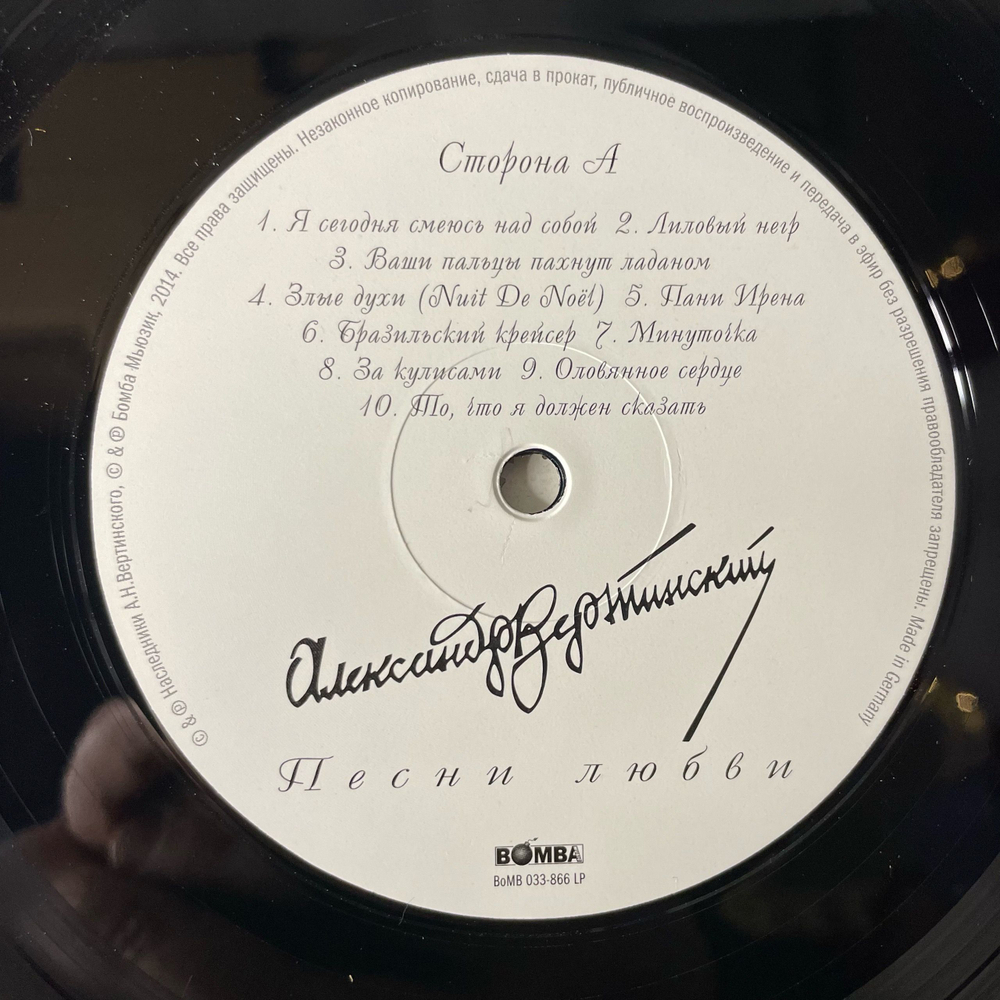 Сторона А
1. Я сегодня смеюсь над собой 2. Лиловый негр
3. Ваши пальцы пахнут ладаном
4. Злые духи (Nuit De Noël) 5. Пани Ирена
6. Бразильский крейсер 7. Минуточка
8. За кулисами 9. Оловянное сердце
10. То, что я должен сказать
Александр Вертинский
Песни любви
BOMBA
BoMB 033-866 LP
© & ℗ Наследники А.Н.Вертинского, © & ℗ Бомба Мьюзик, 2014. Все права защищены. Незаконное копирование, сдача в прокат, публичное воспроизведение и передача в эфир без разрешения правообладателя запрещены. Made in Germany